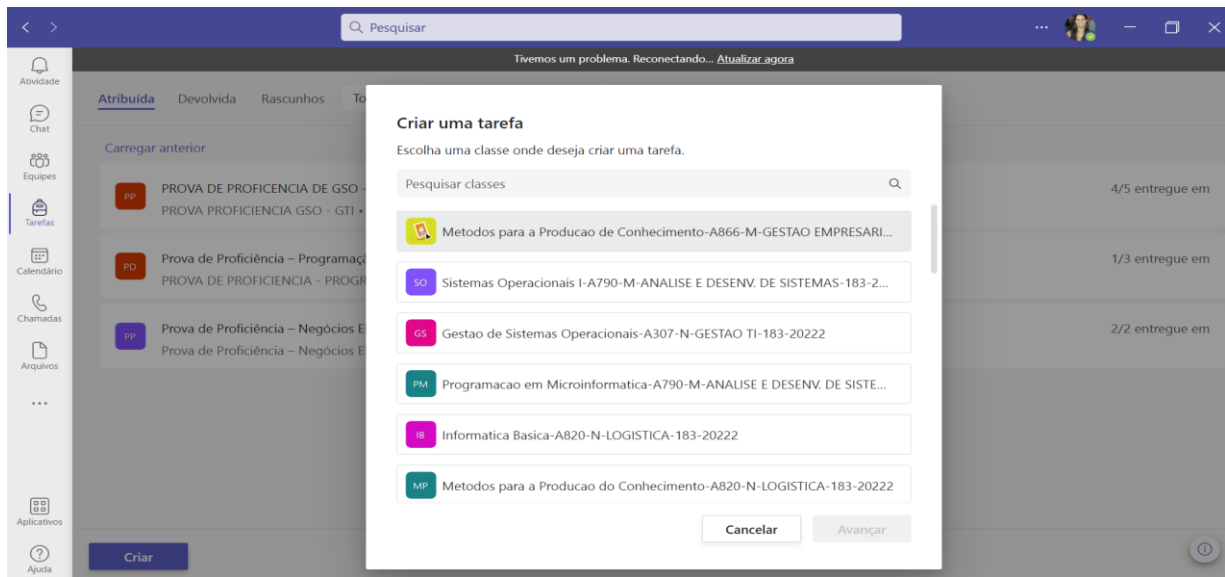 Pesquisar
Tivemos um problema. Reconectando... Atualizar agora
Atividade
Chat
Equipes
Tarefas
Calendário
Chamadas
Arquivos
Aplicativos
Ajuda
Atribuída Devolvida Rascunhos To
Carregar anterior
PP
PROVA DE PROFICENCIA DE GSO -
PROVA PROFICIENCIA GSO - GTI •
4/5 entregue em
PD
Prova de Proficiência – Programaçã
PROVA DE PROFICIENCIA - PROGR
1/3 entregue em
PP
Prova de Proficiência – Negócios E
Prova de Proficiência – Negócios E
2/2 entregue em
Criar
Criar uma tarefa
Escolha uma classe onde deseja criar uma tarefa.
Pesquisar classes
Metodos para a Producao de Conhecimento-A866-M-GESTAO EMPRESARI...
SO
Sistemas Operacionais I-A790-M-ANALISE E DESENV. DE SISTEMAS-183-2...
GS
Gestao de Sistemas Operacionais-A307-N-GESTAO TI-183-20222
PM
Programacao em Microinformatica-A790-M-ANALISE E DESENV. DE SISTE...
IB
Informatica Basica-A820-N-LOGISTICA-183-20222
MP
Metodos para a Producao do Conhecimento-A820-N-LOGISTICA-183-20222
Cancelar
Avançar